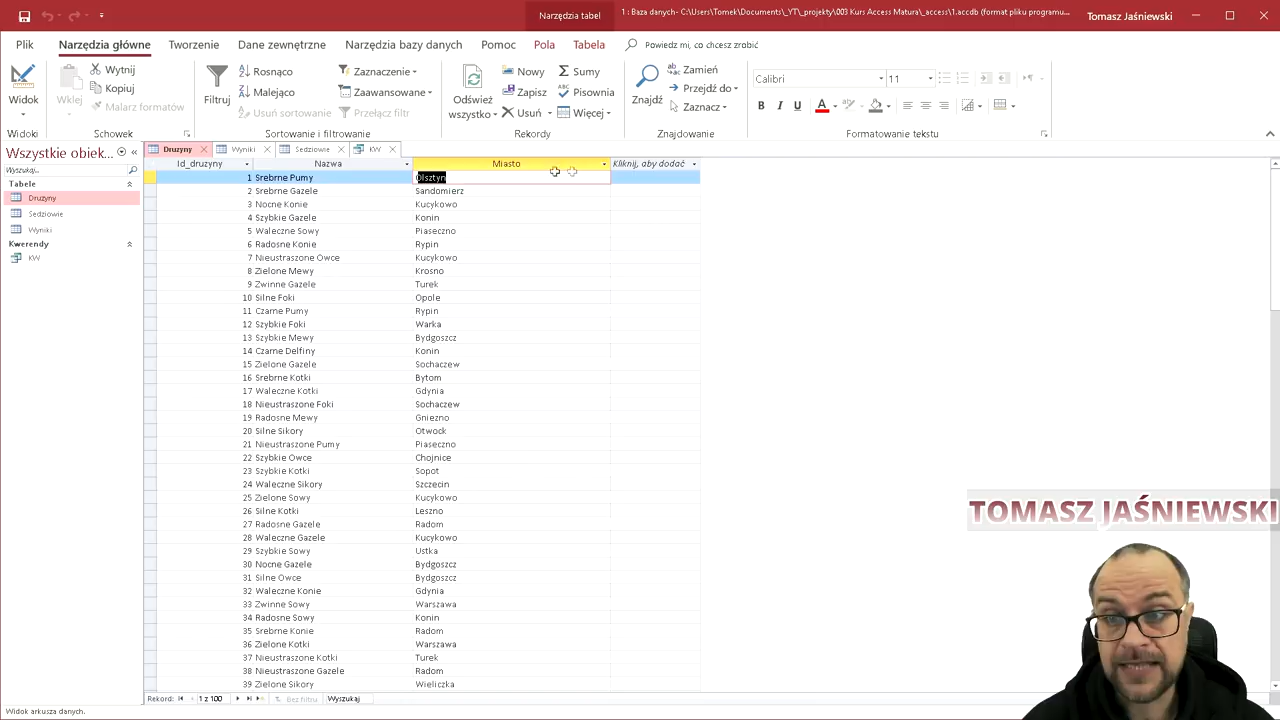 Narzędzia tabel
1 : Baza danych- C:\Users\Tomek\Documents\_YT\_projekty\003 Kurs Access Matura\_access\1.accdb (format pliku programu...
Tomasz Jaśniewski
Plik
Narzędzia główne
Tworzenie
Dane zewnętrzne
Narzędzia bazy danych
Pomoc
Pola
Tabela
Powiedz mi, co chcesz zrobić
Widok
Wklej
Wytnij
Kopiuj
Malarz formatów
Filtruj
Rosnąco
Malejąco
Usuń sortowanie
Zaznaczenie
Zaawansowane
Przełącz filtr
Odśwież wszystko
Nowy
Zapisz
Usuń
Sumy
Pisownia
Więcej
Znajdź
Zamień
Przejdź do
Zaznacz
Calibri
11
B I U A
Widoki
Schowek
Sortowanie i filtrowanie
Rekordy
Znajdowanie
Formatowanie tekstu
Wszystkie obiek...
Wyszukaj...
Tabele
Druzyny
Sedziowie
Wyniki
Kwerendy
KW
Druzyny
Wyniki
Sedziowie
KW
Id_druzyny Nazwa Miasto Kliknij, aby dodać
1 Srebrne Pumy Olsztyn
2 Srebrne Gazele Sandomierz
3 Nocne Konie Kucykowo
4 Szybkie Gazele Konin
5 Waleczne Sowy Piaseczno
6 Radosne Konie Rypin
7 Nieustraszone Owce Kucykowo
8 Zielone Mewy Krosno
9 Zwinne Gazele Turek
10 Silne Foki Opole
11 Czarne Pumy Rypin
12 Szybkie Foki Warka
13 Szybkie Mewy Bydgoszcz
14 Czarne Delfiny Konin
15 Zielone Gazele Sochaczew
16 Srebrne Kotki Bytom
17 Waleczne Kotki Gdynia
18 Nieustraszone Foki Sochaczew
19 Radosne Mewy Gniezno
20 Silne Sikory Otwock
21 Nieustraszone Pumy Piaseczno
22 Szybkie Owce Chojnice
23 Szybkie Kotki Sopot
24 Waleczne Sikory Szczecin
25 Zielone Sowy Kucykowo
26 Silne Kotki Leszno
27 Radosne Gazele Radom
28 Waleczne Gazele Kucykowo
29 Szybkie Sowy Ustka
30 Nocne Gazele Bydgoszcz
31 Silne Owce Bydgoszcz
32 Waleczne Konie Gdynia
33 Zwinne Sowy Warszawa
34 Radosne Sowy Konin
35 Srebrne Konie Radom
36 Zielone Kotki Warszawa
37 Nieustraszone Kotki Turek
38 Nieustraszone Gazele Radom
39 Zielone Sikory Wieliczka
Rekord: 1 z 100 Bez filtru Wyszukaj
Widok arkusza danych.
TOMASZ JAŚNIEWSKI